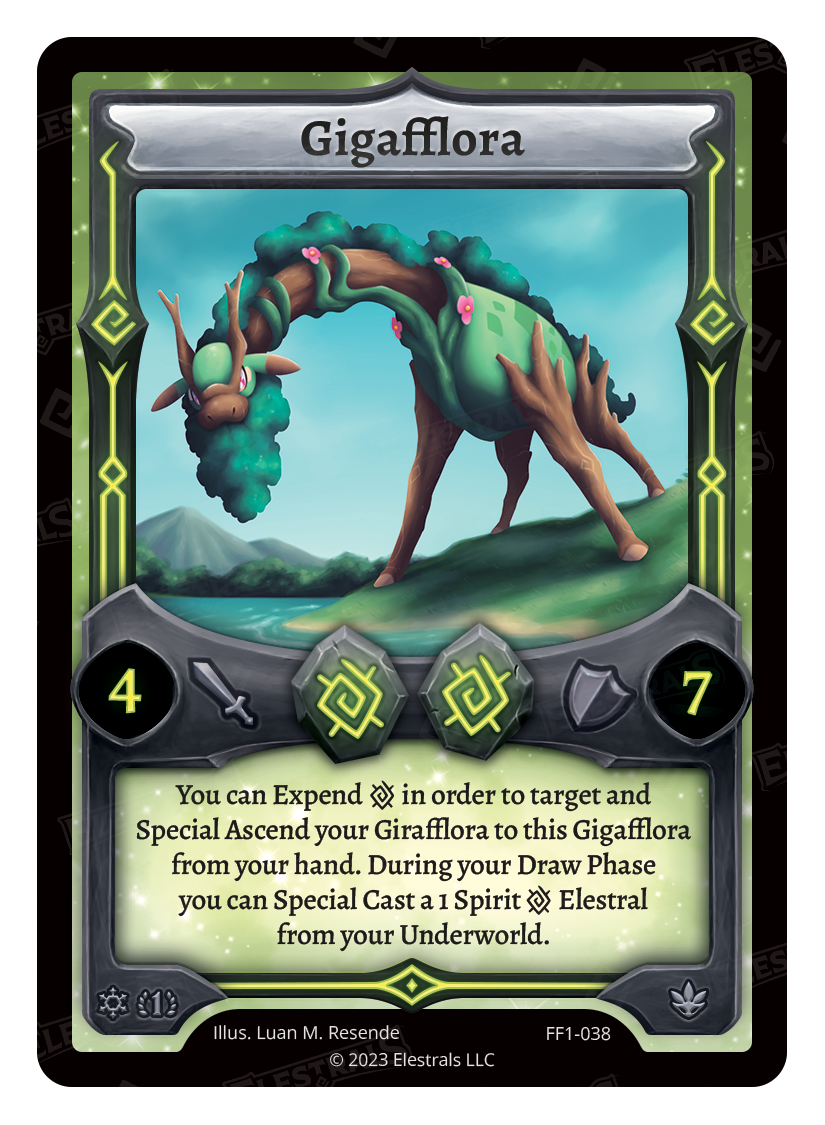 Gigafflora
4
7
You can Expend in order to target and
Special Ascend your Girafflora to this Gigafflora
from your hand. During your Draw Phase
you can Special Cast a 1 Spirit Elestral
from your Underworld.
1
Illus. Luan M. Resende
FF1-038
© 2023 Elestrals LLC